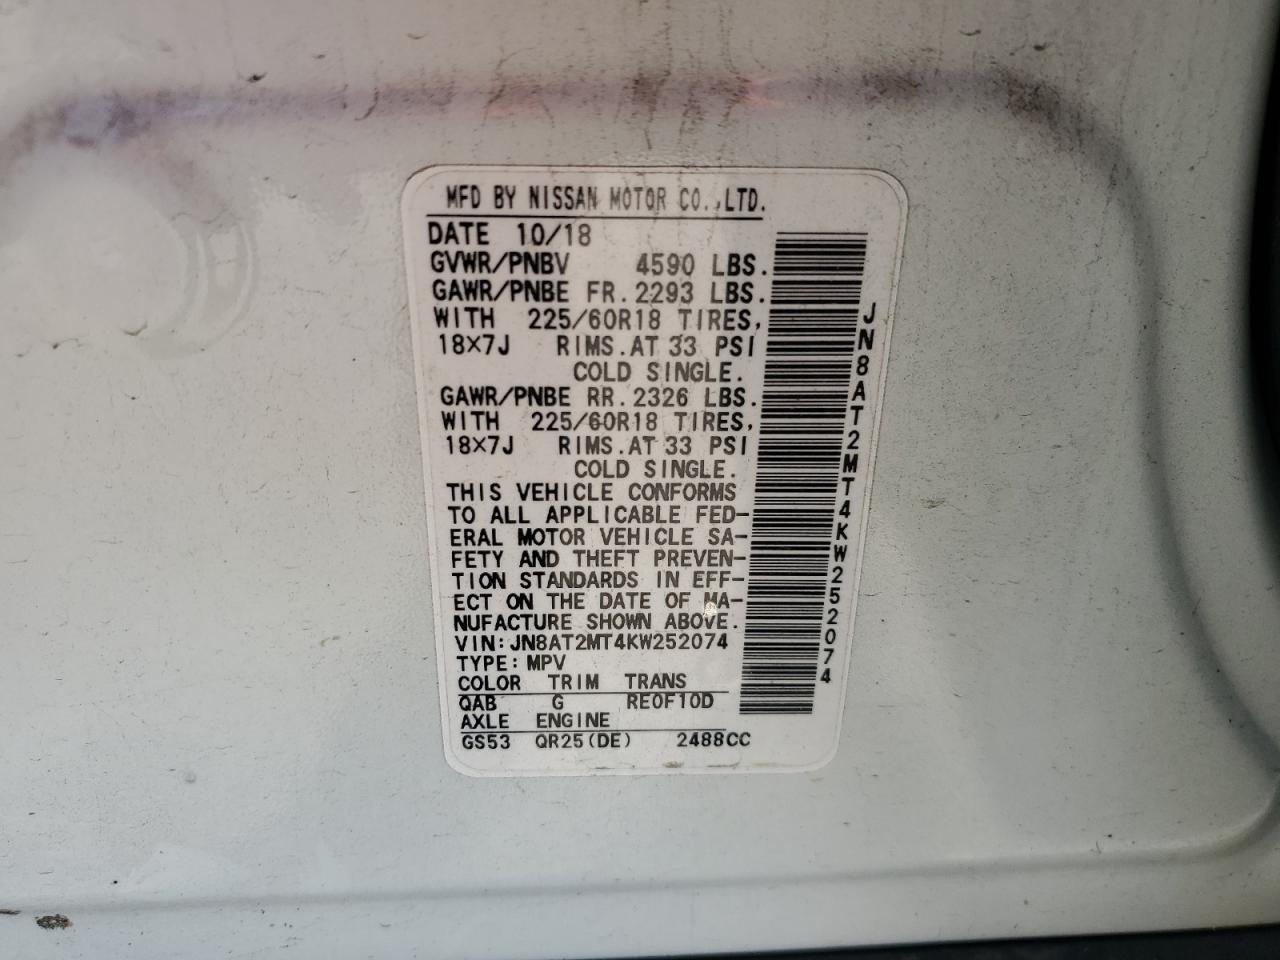 MFD BY NISSAN MOTOR CO.,LTD.
DATE 10/18
GVWR/PNBV 4590 LBS.
GAWR/PNBE FR.2293 LBS.
WITH 225/60R18 TIRES,
18X7J RIMS.AT 33 PSI
COLD SINGLE.
GAWR/PNBE RR.2326 LBS.
WITH 225/60R18 TIRES,
18X7J RIMS.AT 33 PSI
COLD SINGLE.
THIS VEHICLE CONFORMS
TO ALL APPLICABLE FED-
ERAL MOTOR VEHICLE SA-
FETY AND THEFT PREVEN-
TION STANDARDS IN EFF-
ECT ON THE DATE OF MA-
NUFACTURE SHOWN ABOVE.
VIN:JN8AT2MT4KW252074
TYPE:MPV
COLOR TRIM TRANS
QAB G RE0F10D
AXLE ENGINE
GS53 QR25(DE) 2488CC
JN8AT2MT4KW252074